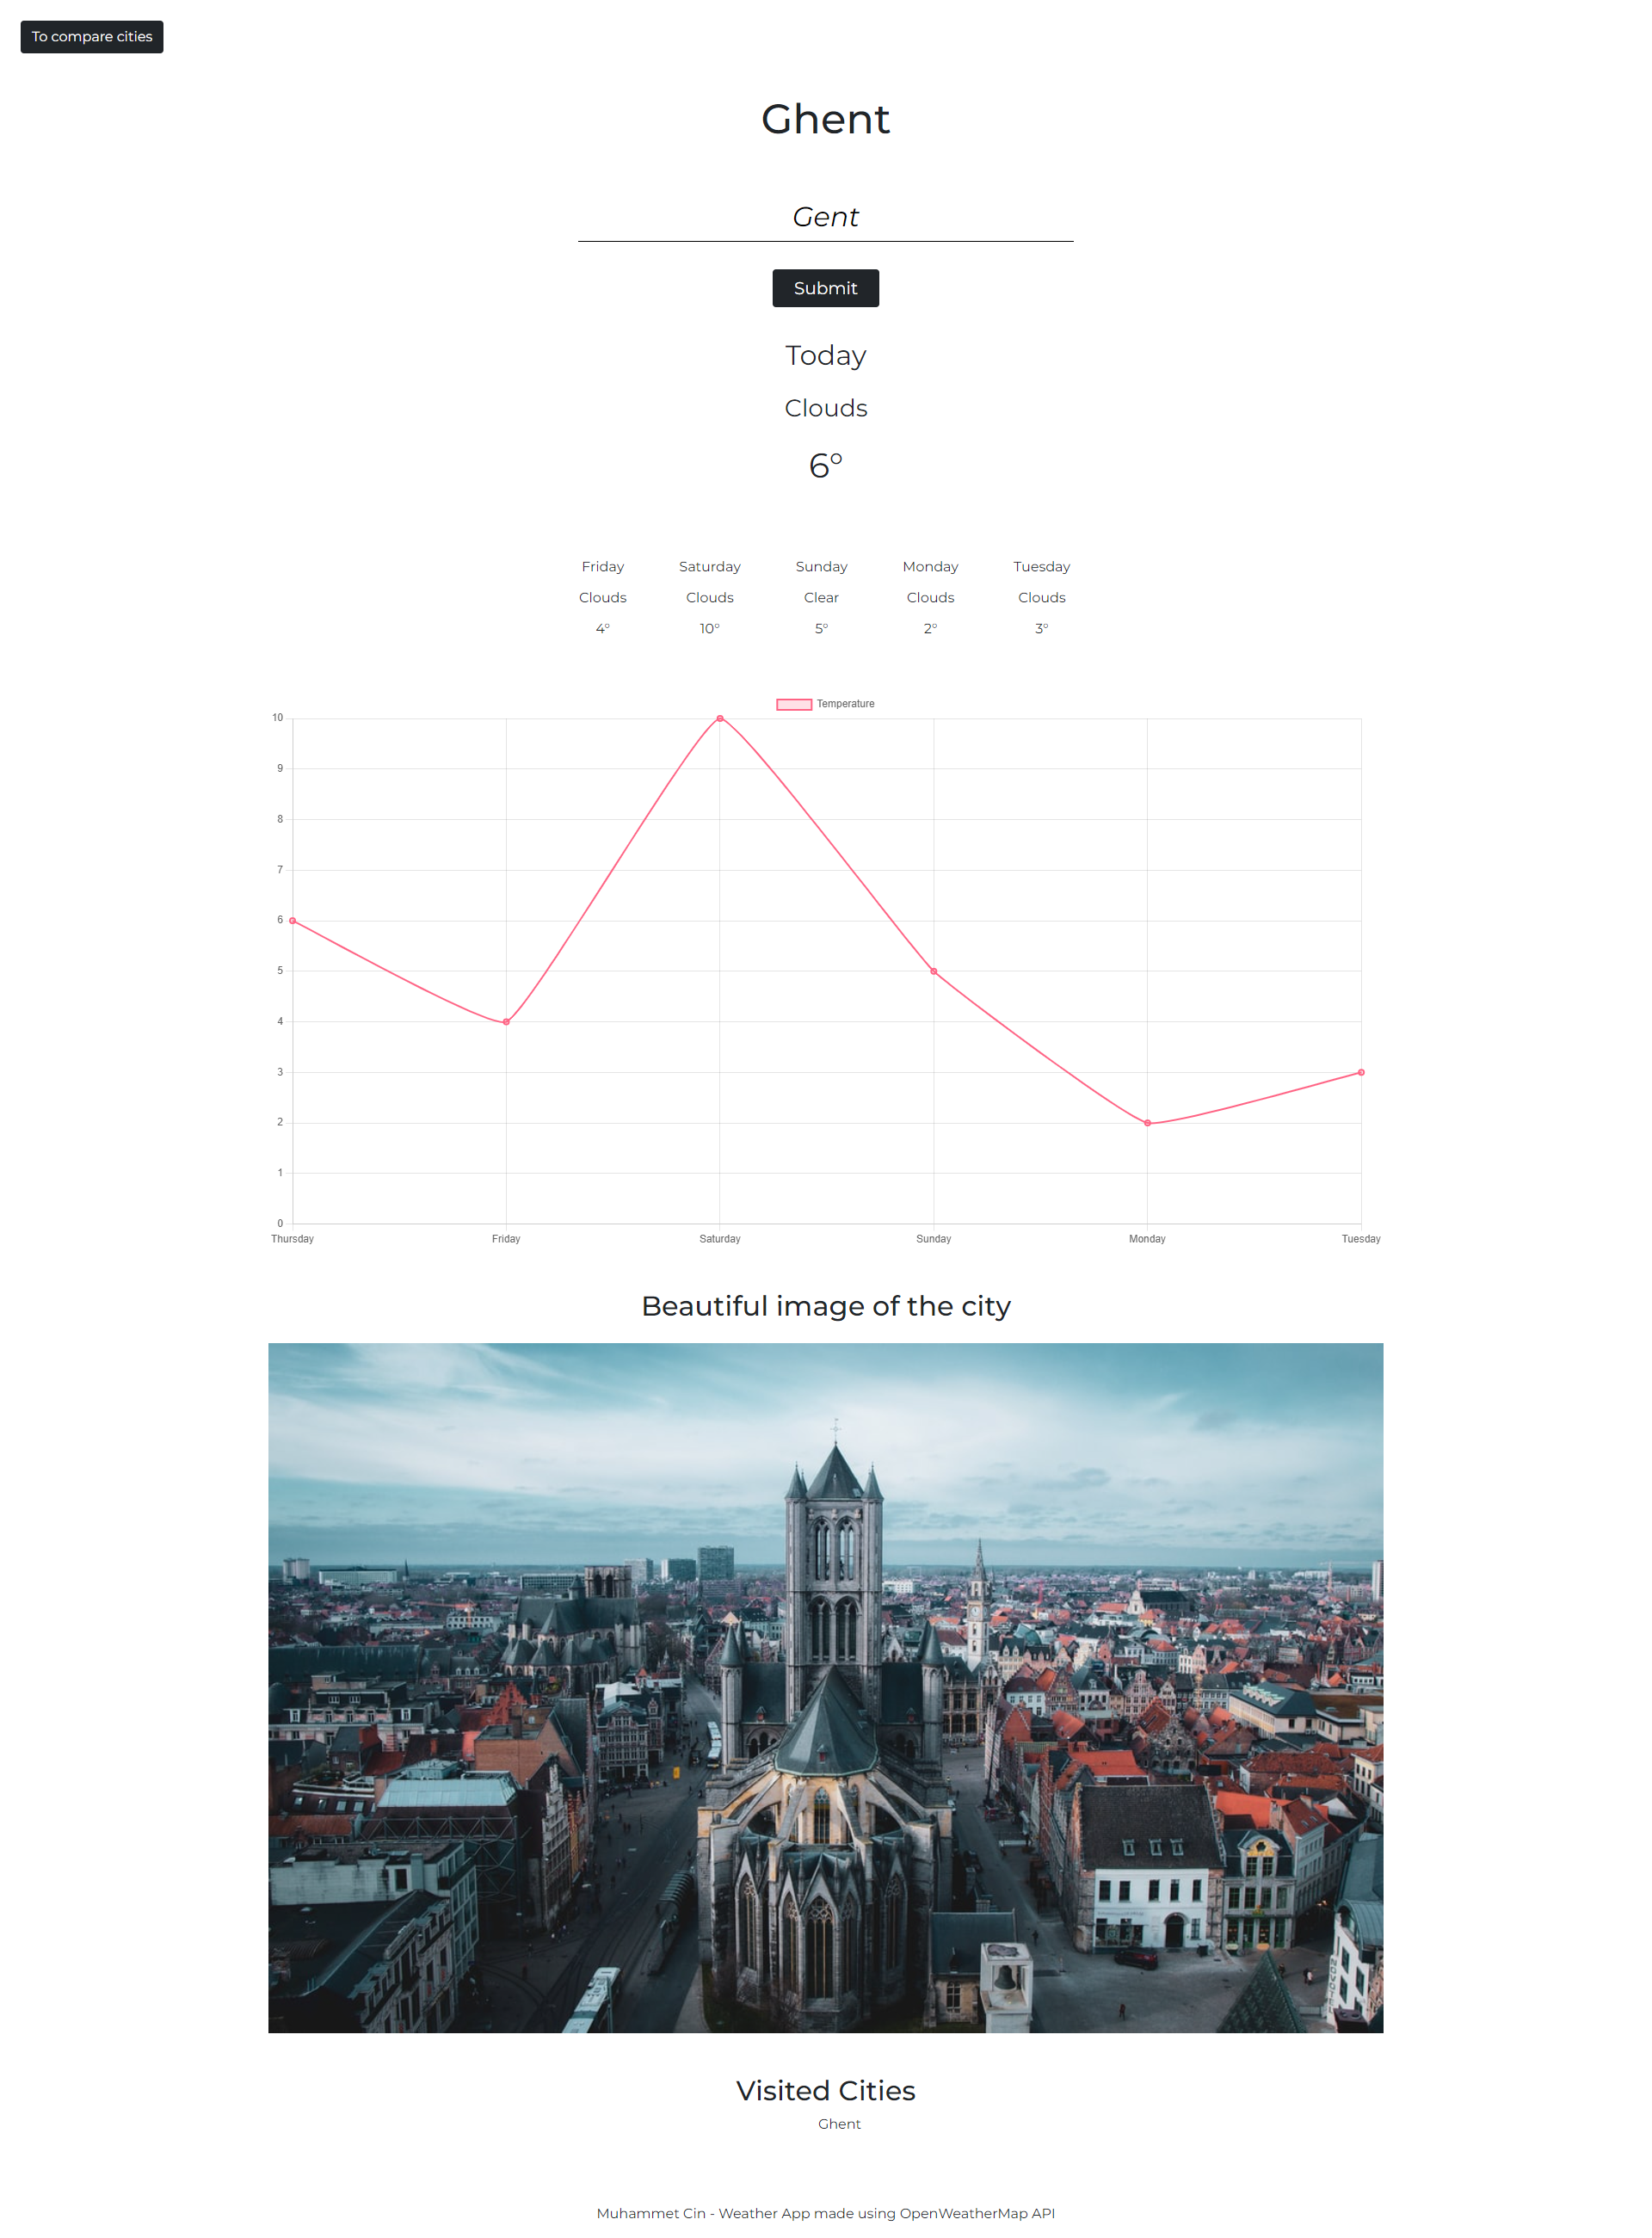 To compare cities
Ghent
Gent
Submit
Today
Clouds
6°
Friday Saturday Sunday Monday Tuesday
Clouds Clouds Clear Clouds Clouds
4° 10° 5° 2° 3°
Temperature
10
9
8
7
6
5
4
3
2
1
0
Thursday Friday Saturday Sunday Monday Tuesday
Beautiful image of the city
Visited Cities
Ghent
Muhammet Cin - Weather App made using OpenWeatherMap API